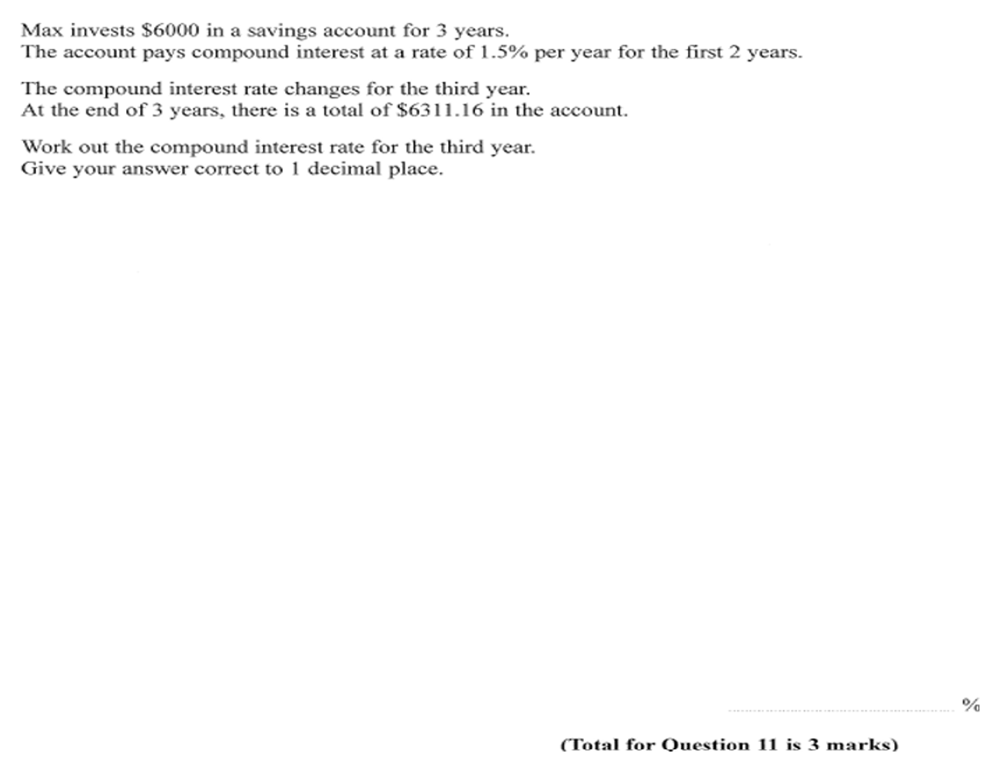 Max invests $6000 in a savings account for 3 years.
The account pays compound interest at a rate of 1.5% per year for the first 2 years.
The compound interest rate changes for the third year.
At the end of 3 years, there is a total of $6311.16 in the account.
Work out the compound interest rate for the third year.
Give your answer correct to 1 decimal place.
%
(Total for Question 11 is 3 marks)